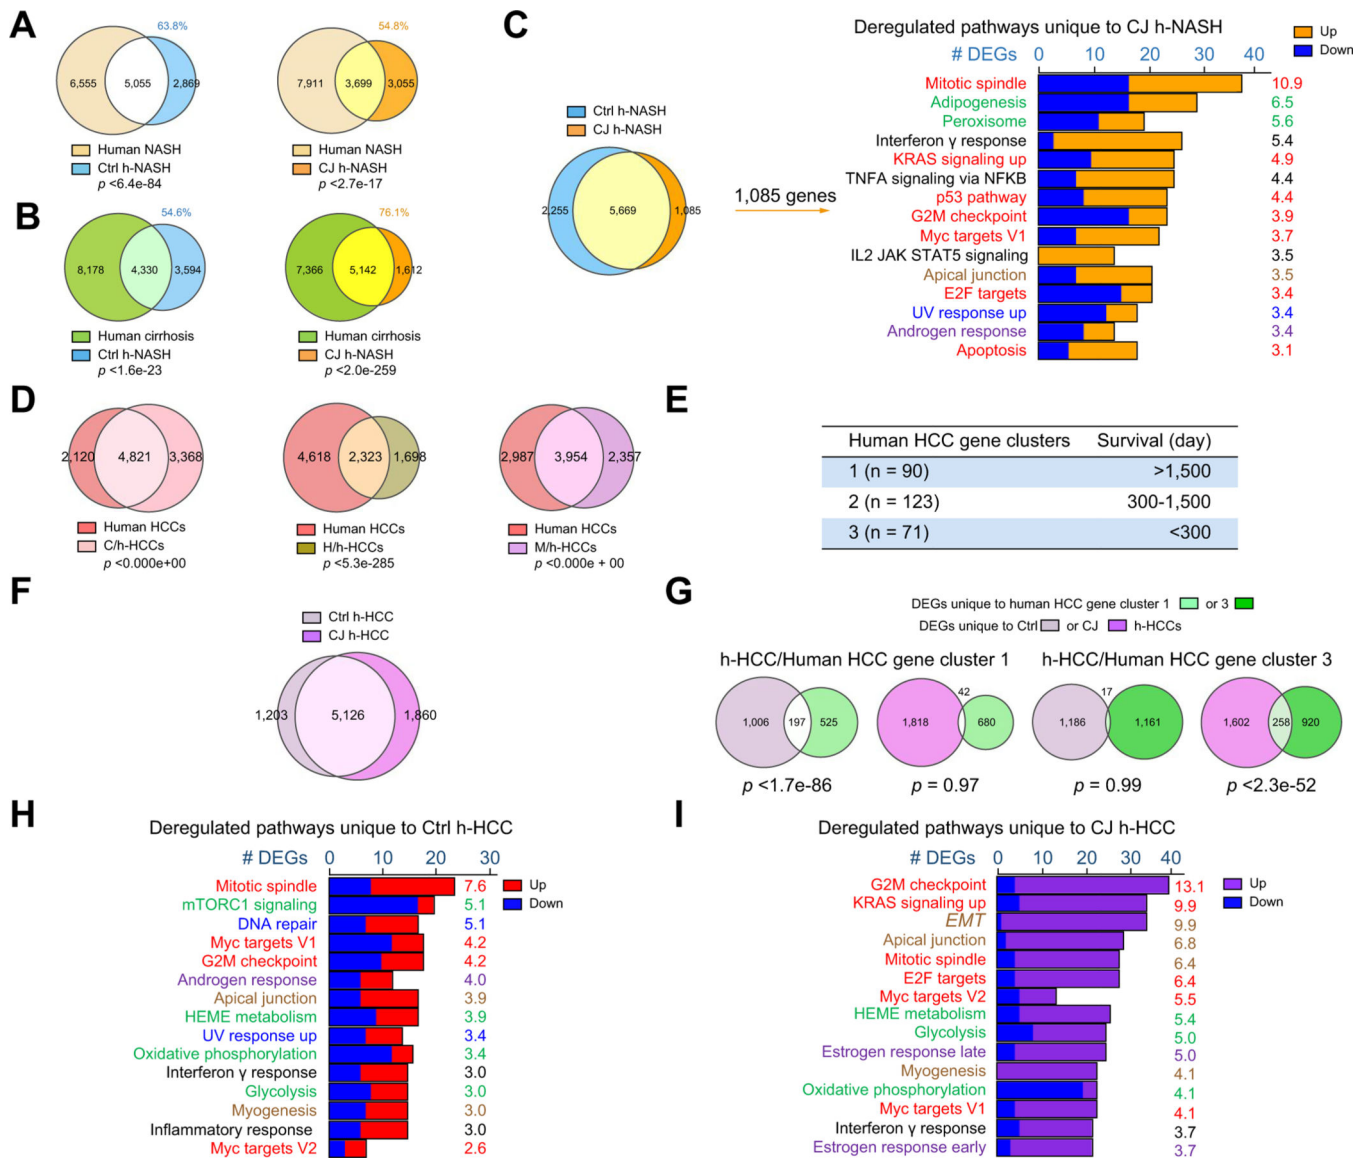 A
63.8%
6,555
5,055
2,869
Human NASH
Ctrl h-NASH
p <6.4e-84
54.8%
7,911
3,699
3,055
Human NASH
CJ h-NASH
p <2.7e-17
B
54.6%
8,178
4,330
3,594
Human cirrhosis
Ctrl h-NASH
p <1.6e-23
76.1%
7,366
5,142
1,612
Human cirrhosis
CJ h-NASH
p <2.0e-259
C
Ctrl h-NASH
CJ h-NASH
2,255
5,669
1,085
1,085 genes
Deregulated pathways unique to CJ h-NASH
# DEGs 0 10 20 30 40
Up
Down
Mitotic spindle 10.9
Adipogenesis 6.5
Peroxisome 5.6
Interferon γ response 5.4
KRAS signaling up 4.9
TNFA signaling via NFKB 4.4
p53 pathway 4.4
G2M checkpoint 3.9
Myc targets V1 3.7
IL2 JAK STAT5 signaling 3.5
Apical junction 3.5
E2F targets 3.4
UV response up 3.4
Androgen response 3.4
Apoptosis 3.1
D
2,120
4,821
3,368
Human HCCs
C/h-HCCs
p <0.000e+00
4,618
2,323
1,698
Human HCCs
H/h-HCCs
p <5.3e-285
2,987
3,954
2,357
Human HCCs
M/h-HCCs
p <0.000e + 00
E
Human HCC gene clusters Survival (day)
1 (n = 90) >1,500
2 (n = 123) 300-1,500
3 (n = 71) <300
F
Ctrl h-HCC
CJ h-HCC
1,203
5,126
1,860
G
DEGs unique to human HCC gene cluster 1 or 3
DEGs unique to Ctrl or CJ h-HCCs
h-HCC/Human HCC gene cluster 1
1,006
197
525
p <1.7e-86
1,818
42
680
p = 0.97
h-HCC/Human HCC gene cluster 3
1,186
17
1,161
p = 0.99
1,602
258
920
p <2.3e-52
H
Deregulated pathways unique to Ctrl h-HCC
# DEGs 0 10 20 30
Up
Down
Mitotic spindle 7.6
mTORC1 signaling 5.1
DNA repair 5.1
Myc targets V1 4.2
G2M checkpoint 4.2
Androgen response 4.0
Apical junction 3.9
HEME metabolism 3.9
UV response up 3.4
Oxidative phosphorylation 3.4
Interferon γ response 3.0
Glycolysis 3.0
Myogenesis 3.0
Inflammatory response 3.0
Myc targets V2 2.6
I
Deregulated pathways unique to CJ h-HCC
# DEGs 0 10 20 30 40
Up
Down
G2M checkpoint 13.1
KRAS signaling up 9.9
EMT 9.9
Apical junction 6.8
Mitotic spindle 6.4
E2F targets 6.4
Myc targets V2 5.5
HEME metabolism 5.4
Glycolysis 5.0
Estrogen response late 5.0
Myogenesis 4.1
Oxidative phosphorylation 4.1
Myc targets V1 4.1
Interferon γ response 3.7
Estrogen response early 3.7